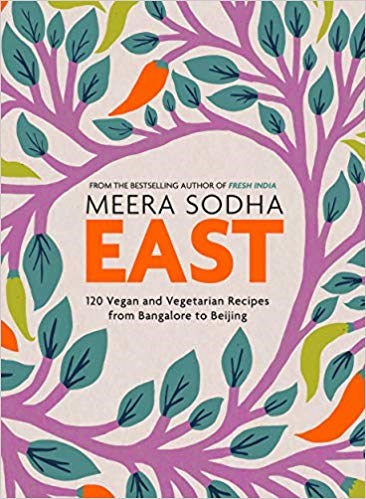 FROM THE BESTSELLING AUTHOR OF FRESH INDIA
MEERA SODHA
EAST
120 Vegan and Vegetarian Recipes
from Bangalore to Beijing